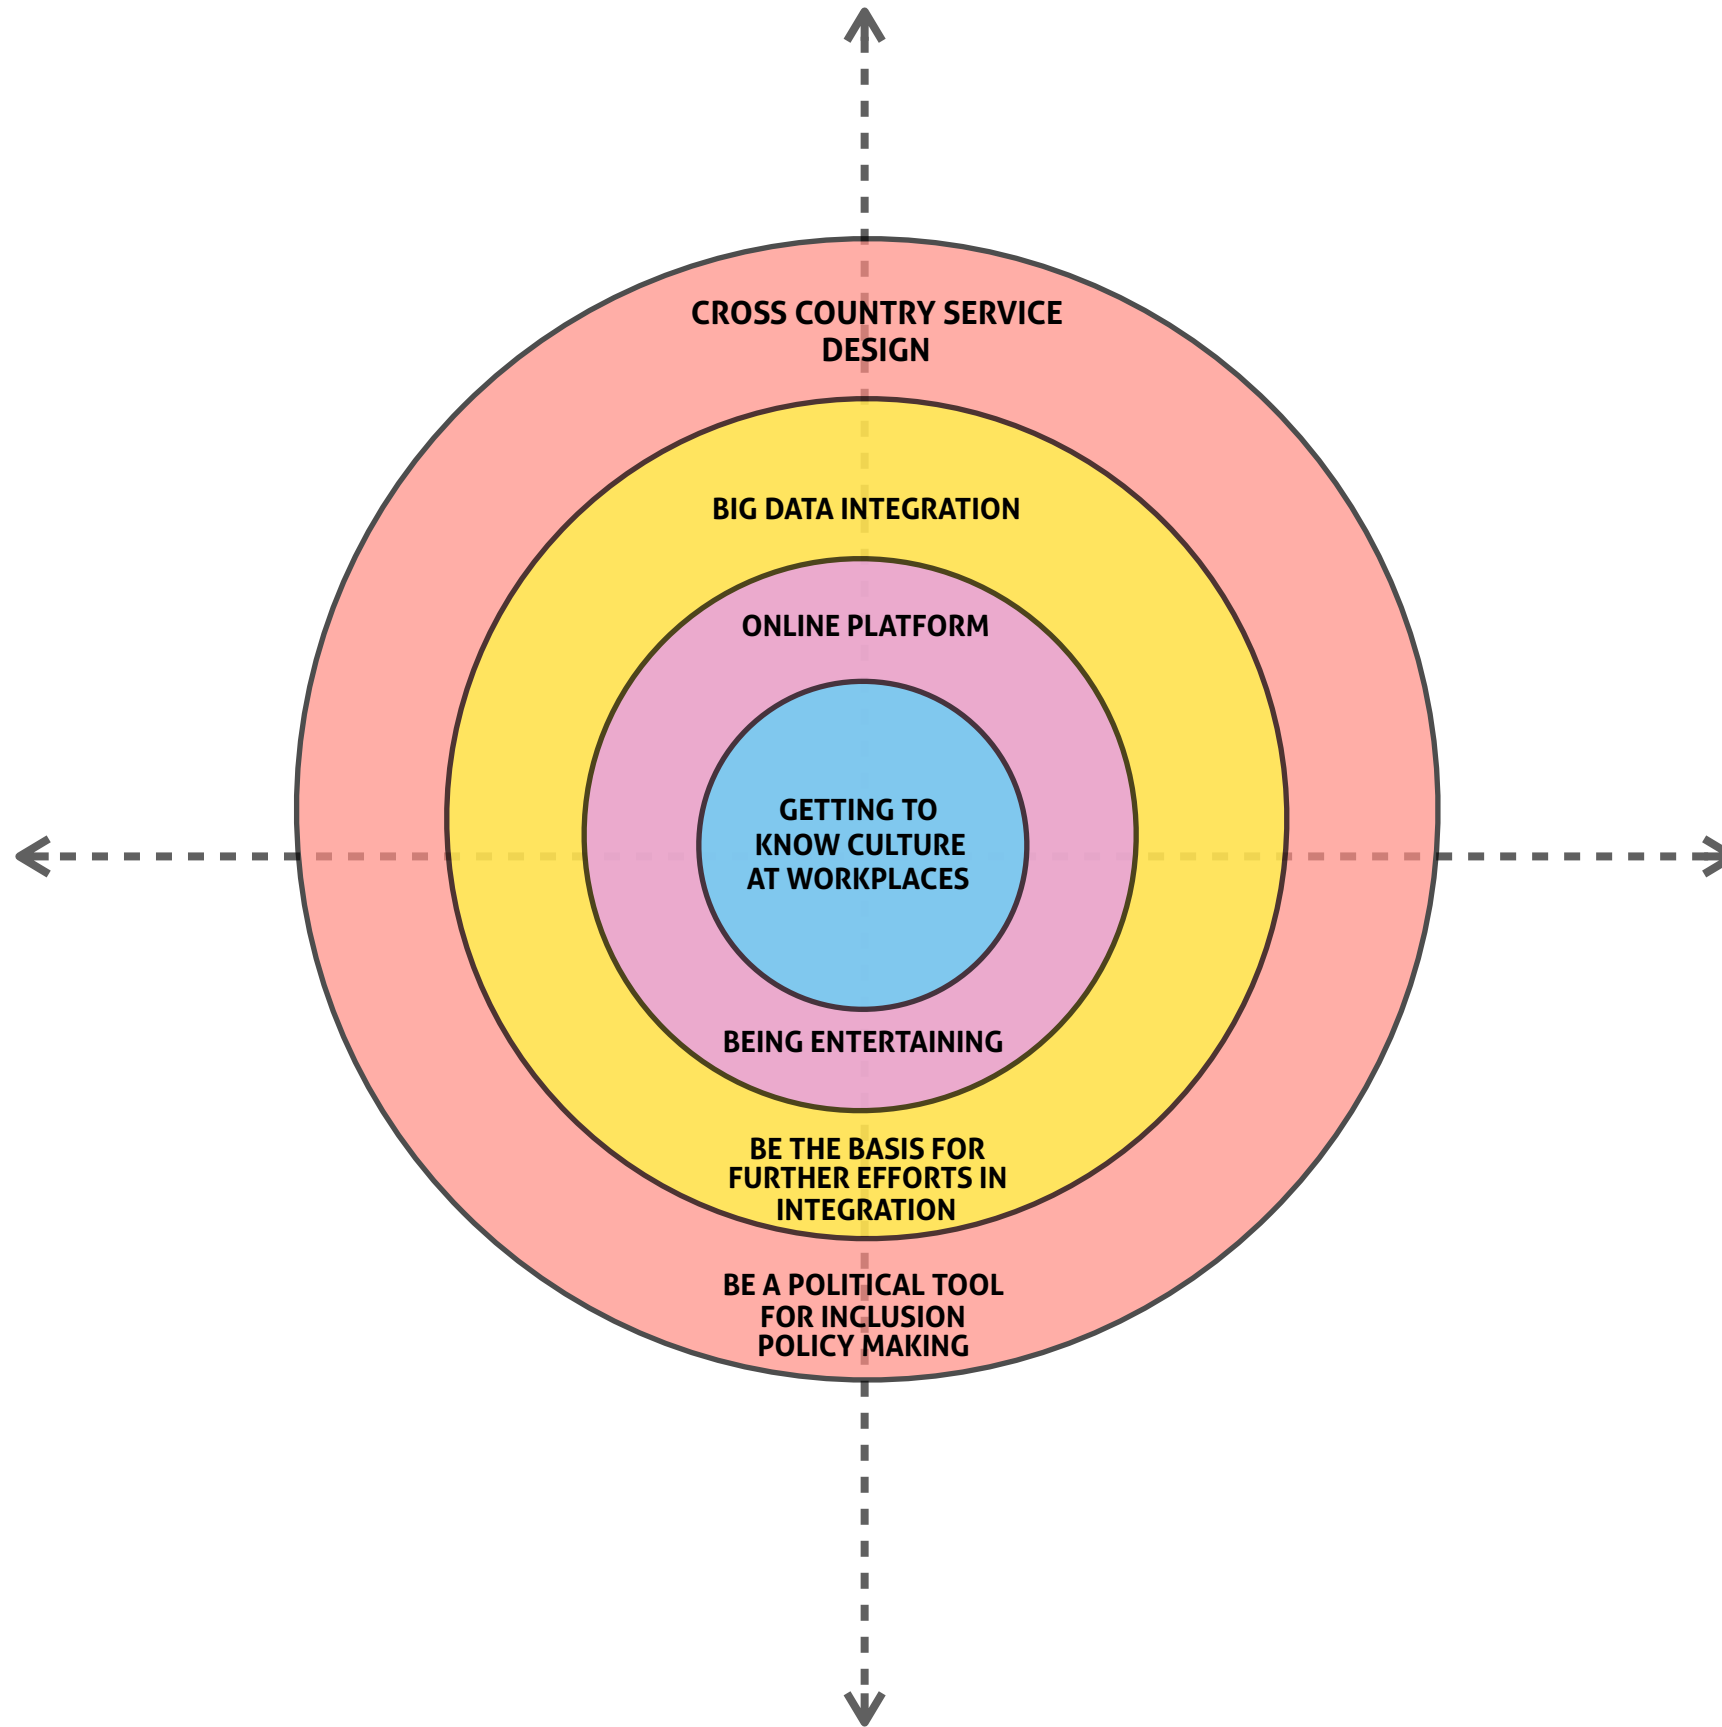 CROSS COUNTRY SERVICE
DESIGN
BIG DATA INTEGRATION
ONLINE PLATFORM
GETTING TO
KNOW CULTURE
AT WORKPLACES
BEING ENTERTAINING
BE THE BASIS FOR
FURTHER EFFORTS IN
INTEGRATION
BE A POLITICAL TOOL
FOR INCLUSION
POLICY MAKING